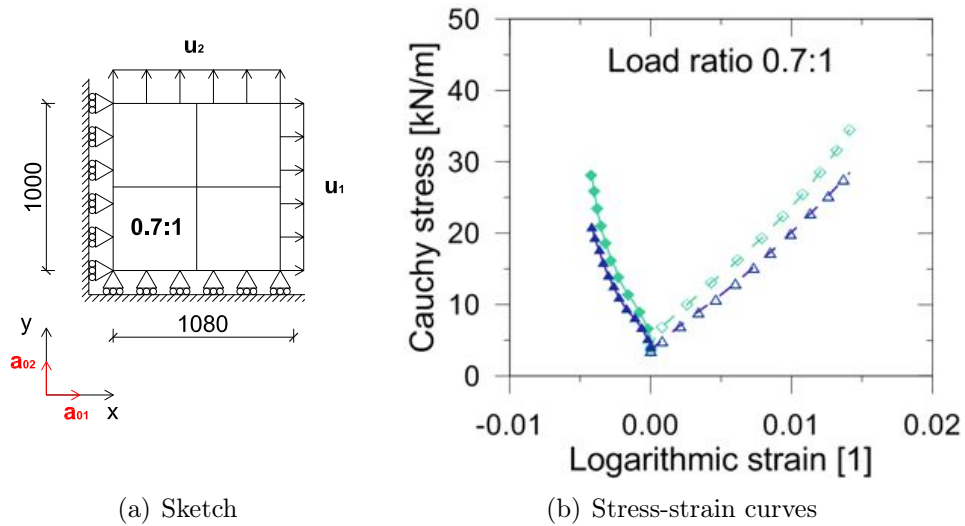 u₂
1000
u₁
0.7:1
1080
y
a₀₂
a₀₁
x
(a) Sketch
Load ratio 0.7:1
Cauchy stress [kN/m]
50
40
30
20
10
0
-0.01
0.00
0.01
0.02
Logarithmic strain [1]
(b) Stress-strain curves